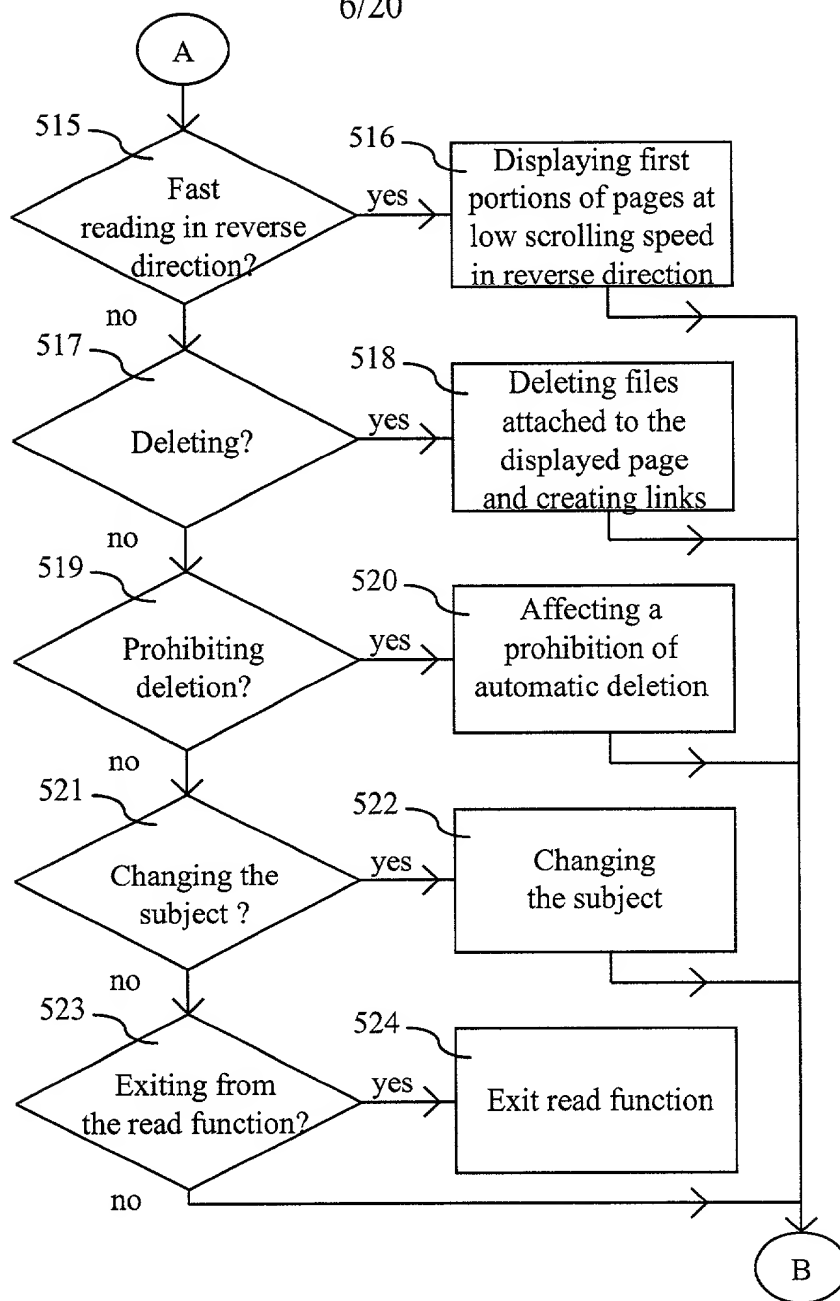 6/20
A
515
Fast
reading in reverse
direction?
yes
516
Displaying first
portions of pages at
low scrolling speed
in reverse direction
no
517
Deleting?
yes
518
Deleting files
attached to the
displayed page
and creating links
no
519
Prohibiting
deletion?
yes
520
Affecting a
prohibition of
automatic deletion
no
521
Changing the
subject ?
yes
522
Changing
the subject
no
523
Exiting from
the read function?
yes
524
Exit read function
no
B